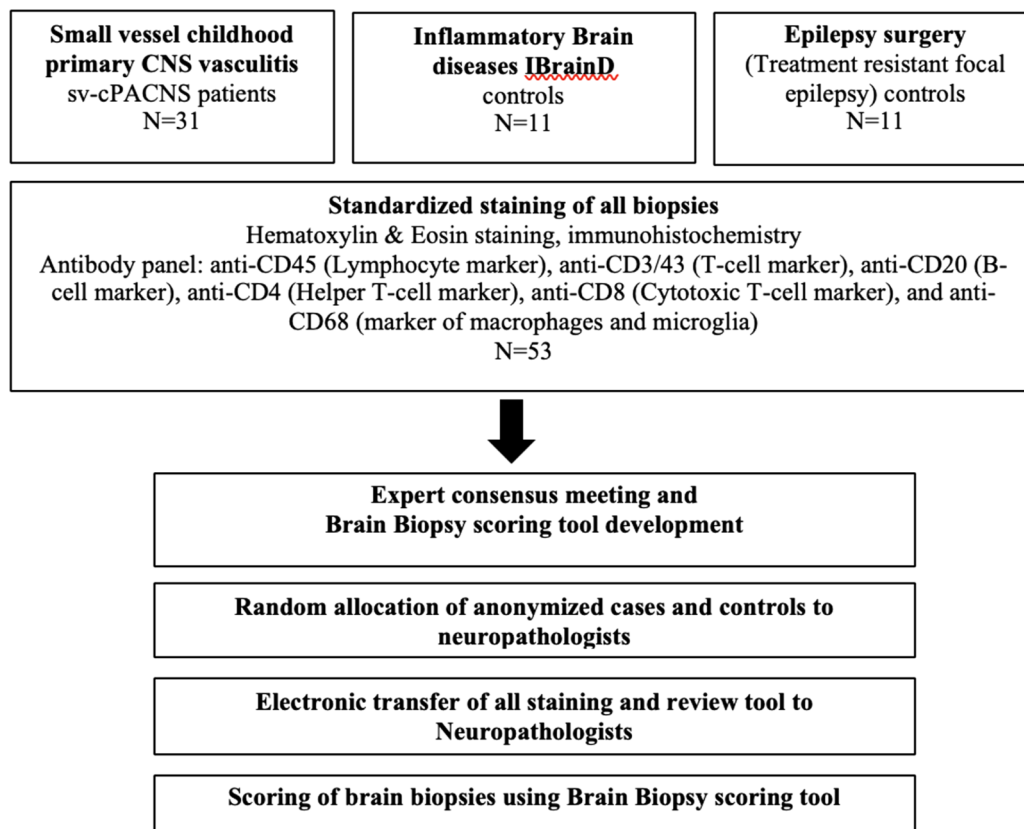 Small vessel childhood
primary CNS vasculitis
sv-cPACNS patients
N=31
Inflammatory Brain
diseases IBrainD
controls
N=11
Epilepsy surgery
(Treatment resistant focal
epilepsy) controls
N=11
Standardized staining of all biopsies
Hematoxylin & Eosin staining, immunohistochemistry
Antibody panel: anti-CD45 (Lymphocyte marker), anti-CD3/43 (T-cell marker), anti-CD20 (B-
cell marker), anti-CD4 (Helper T-cell marker), anti-CD8 (Cytotoxic T-cell marker), and anti-
CD68 (marker of macrophages and microglia)
N=53
Expert consensus meeting and
Brain Biopsy scoring tool development
Random allocation of anonymized cases and controls to
neuropathologists
Electronic transfer of all staining and review tool to
Neuropathologists
Scoring of brain biopsies using Brain Biopsy scoring tool